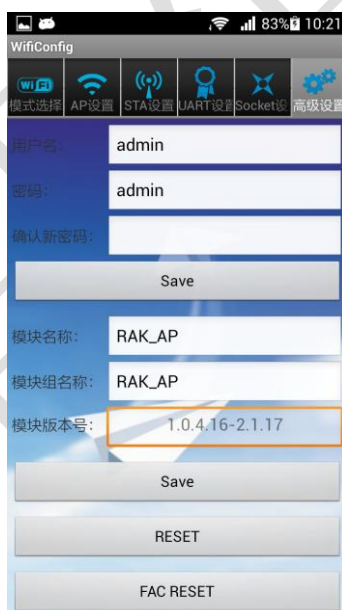 83% 10:21
WifiConfig
WiFi
模式选择 AP设置 STA设置 UART设置 Socket设 高级设置
用户名: admin
密码: admin
确认新密码:
Save
模块名称: RAK_AP
模块组名称: RAK_AP
模块版本号: 1.0.4.16-2.1.17
Save
RESET
FAC RESET